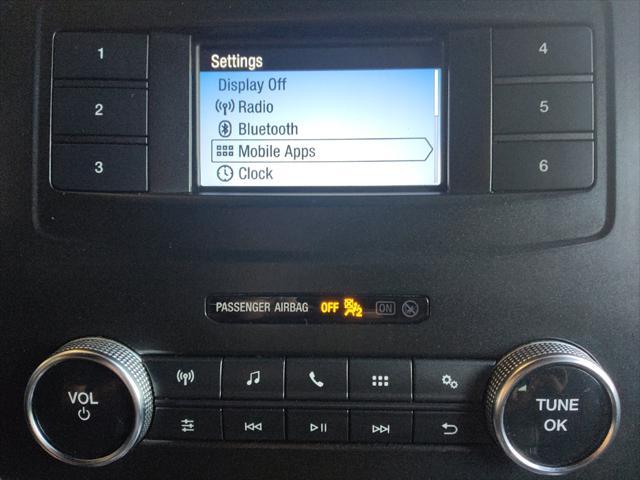 Settings
1
4
Display Off
Radio
2
5
Bluetooth
3
Mobile Apps
6
Clock
PASSENGER AIRBAG OFF 2 ON
VOL
TUNE
OK